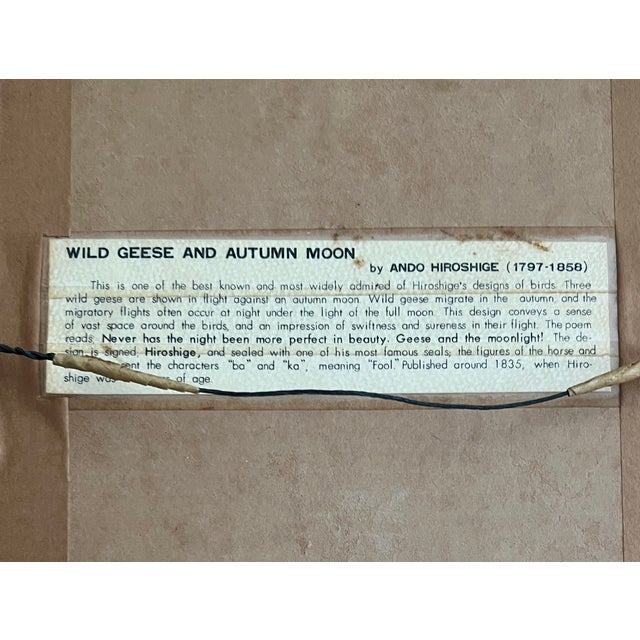 WILD GEESE AND AUTUMN MOON
by ANDO HIROSHIGE (1797-1858)
This is one of the best known and most widely admired of Hiroshige's designs of birds. Three
wild geese are shown in flight against an autumn moon. Wild geese migrate in the autumn, and the
migratory flights often occur at night under the light of the full moon. This design conveys a sense
of vast space around the birds, and an impression of swiftness and sureness in their flight. The poem
reads, Never has the night been more perfect in beauty. Geese and the moonlight! The de-
sign is signed, Hiroshige, and sealed with one of his most famous seals; the figures of the horse and
the characters "ba" and "ka", meaning "Fool." Published around 1835, when Hiro-
shige was of age.